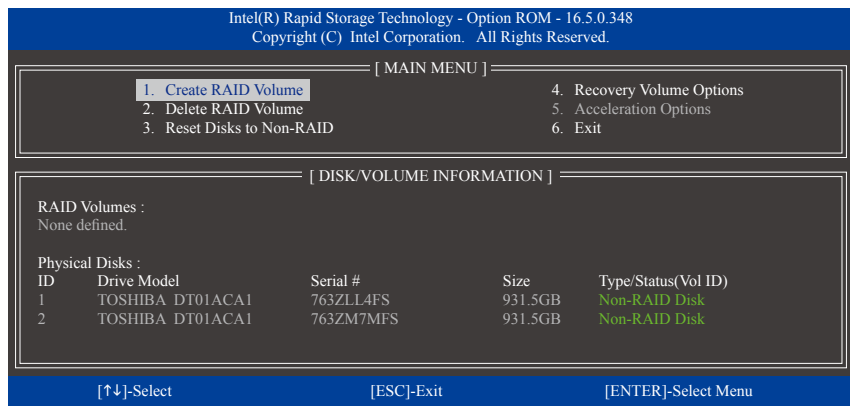 Intel(R) Rapid Storage Technology - Option ROM - 16.5.0.348
Copyright (C) Intel Corporation. All Rights Reserved.
[ MAIN MENU ]
1. Create RAID Volume
2. Delete RAID Volume
3. Reset Disks to Non-RAID
4. Recovery Volume Options
5. Acceleration Options
6. Exit
[ DISK/VOLUME INFORMATION ]
RAID Volumes :
None defined.
Physical Disks :
ID Drive Model Serial # Size Type/Status(Vol ID)
1 TOSHIBA DT01ACA1 763ZLL4FS 931.5GB Non-RAID Disk
2 TOSHIBA DT01ACA1 763ZM7MFS 931.5GB Non-RAID Disk
[↑↓]-Select [ESC]-Exit [ENTER]-Select Menu